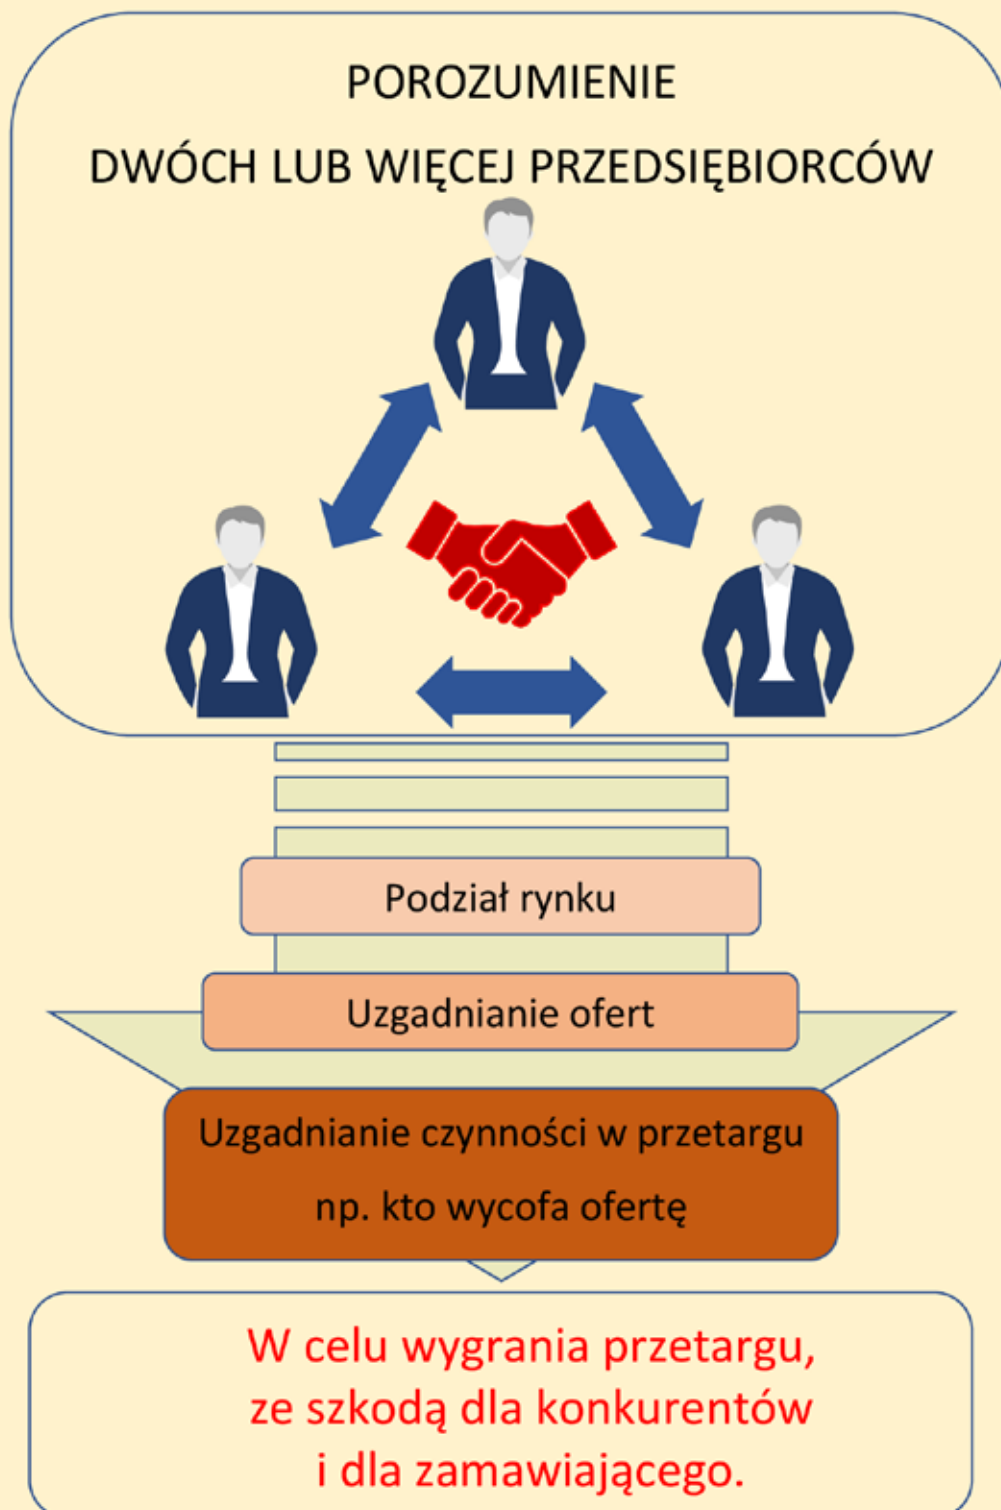 POROZUMIENIE
DWÓCH LUB WIĘCEJ PRZEDSIĘBIORCÓW
Podział rynku
Uzgadnianie ofert
Uzgadnianie czynności w przetargu
np. kto wycofa ofertę
W celu wygrania przetargu,
ze szkodą dla konkurentów
i dla zamawiającego.